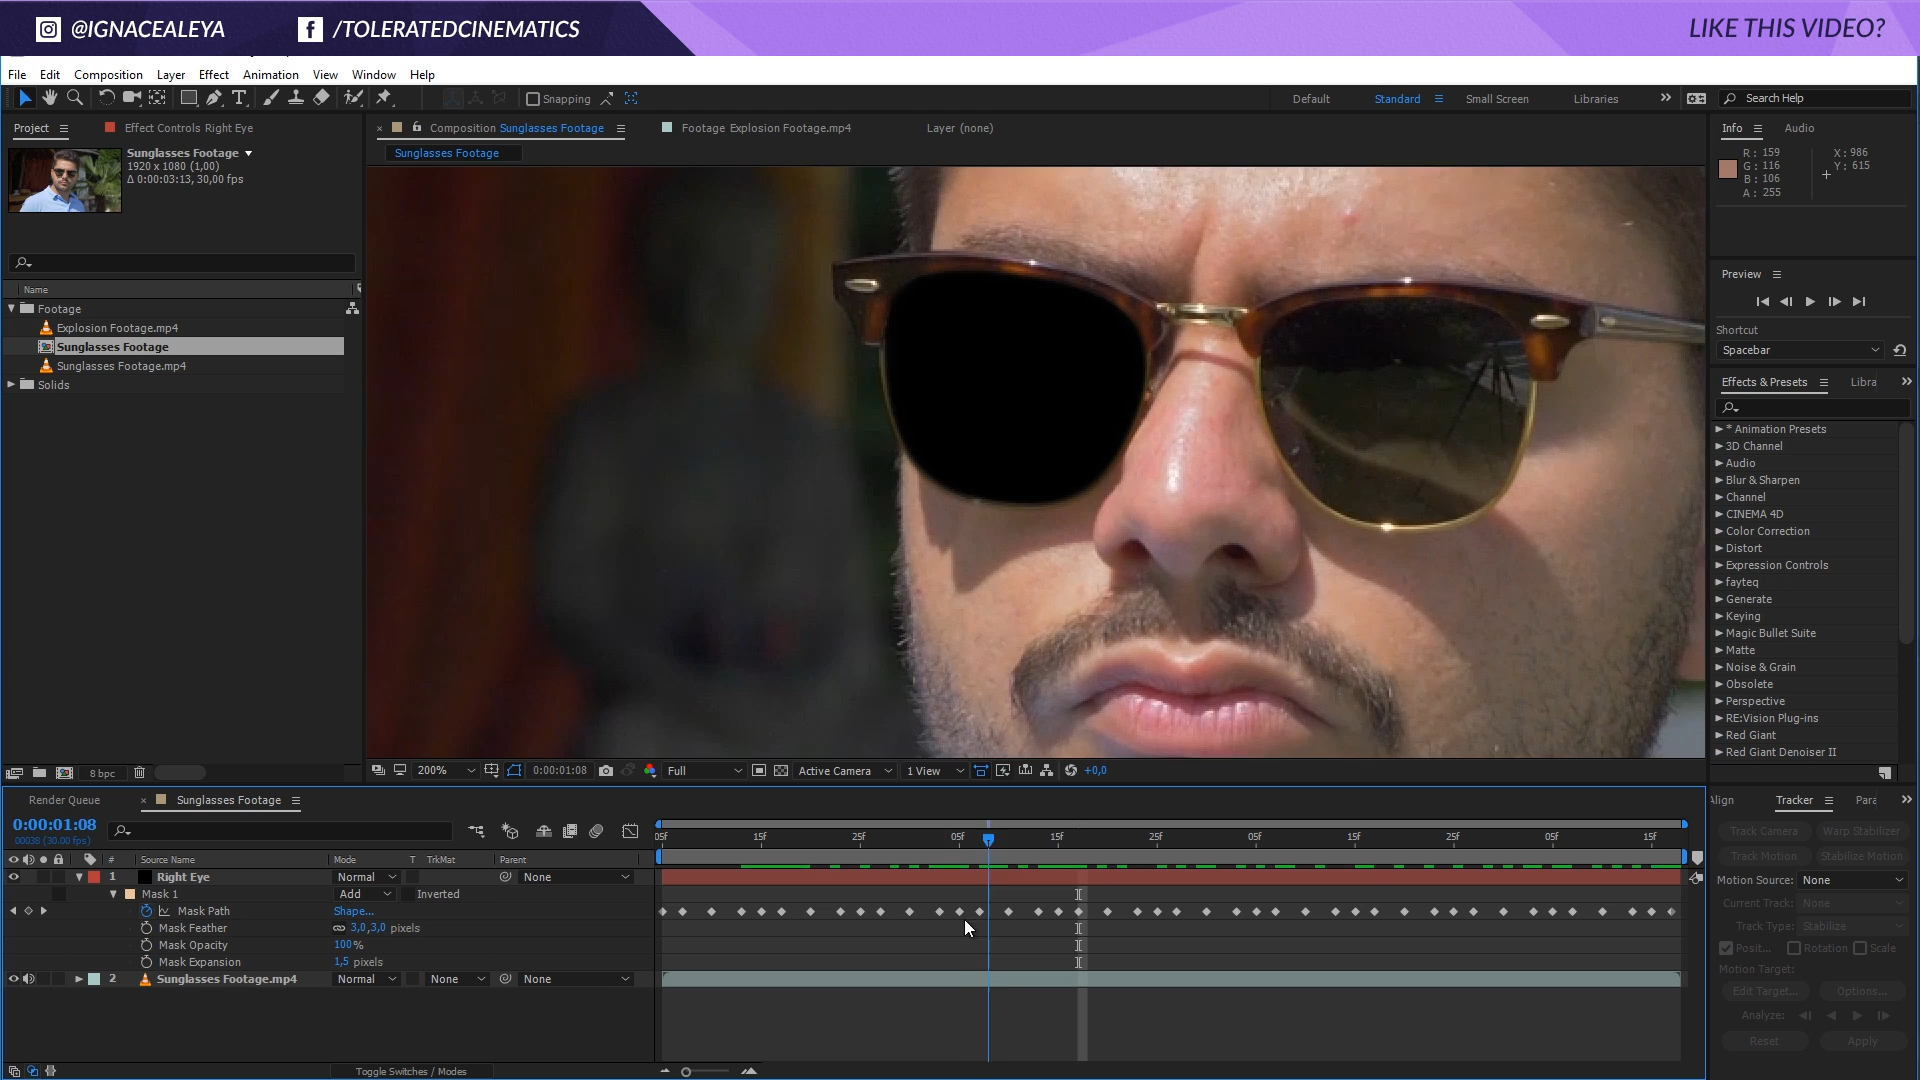 @IGNACEALEYA /TOLERATEDCINEMATICS LIKE THIS VIDEO?
File Edit Composition Layer Effect Animation View Window Help
Snapping Default Standard Small Screen Libraries Search Help
Project Effect Controls Right Eye
Composition Sunglasses Footage Footage Explosion Footage.mp4 Layer (none)
Sunglasses Footage
Sunglasses Footage
1920 x 1080 (1,00)
Δ 0:00:03:13, 30,00 fps
Name
Footage
Explosion Footage.mp4
Sunglasses Footage
Sunglasses Footage.mp4
Solids
8 bpc
200% 0:00:01:08 Full Active Camera 1 View +0,0
Info Audio
R: 159 X: 986
G: 116 Y: 615
B: 106
A: 255
Preview
Shortcut
Spacebar
Effects & Presets Libra
* Animation Presets
3D Channel
Audio
Blur & Sharpen
Channel
CINEMA 4D
Color Correction
Distort
Expression Controls
fayteq
Generate
Keying
Magic Bullet Suite
Matte
Noise & Grain
Obsolete
Perspective
RE:Vision Plug-ins
Red Giant
Red Giant Denoiser II
Render Queue Sunglasses Footage
0:00:01:08
00038 (30.00 fps)
05f 15f 25f 05f 15f 25f 05f 15f 25f 05f 15f
# Source Name Mode T TrkMat Parent
1 Right Eye Normal None
Mask 1 Add Inverted
Mask Path Shape...
Mask Feather 3,0,3,0 pixels
Mask Opacity 100%
Mask Expansion 1,5 pixels
2 Sunglasses Footage.mp4 Normal None None
Toggle Switches / Modes
Align Tracker Para
Track Camera Warp Stabilizer
Track Motion Stabilize Motion
Motion Source: None
Current Track: None
Track Type: Stabilize
Posit... Rotation Scale
Motion Target:
Edit Target... Options...
Analyze:
Reset Apply